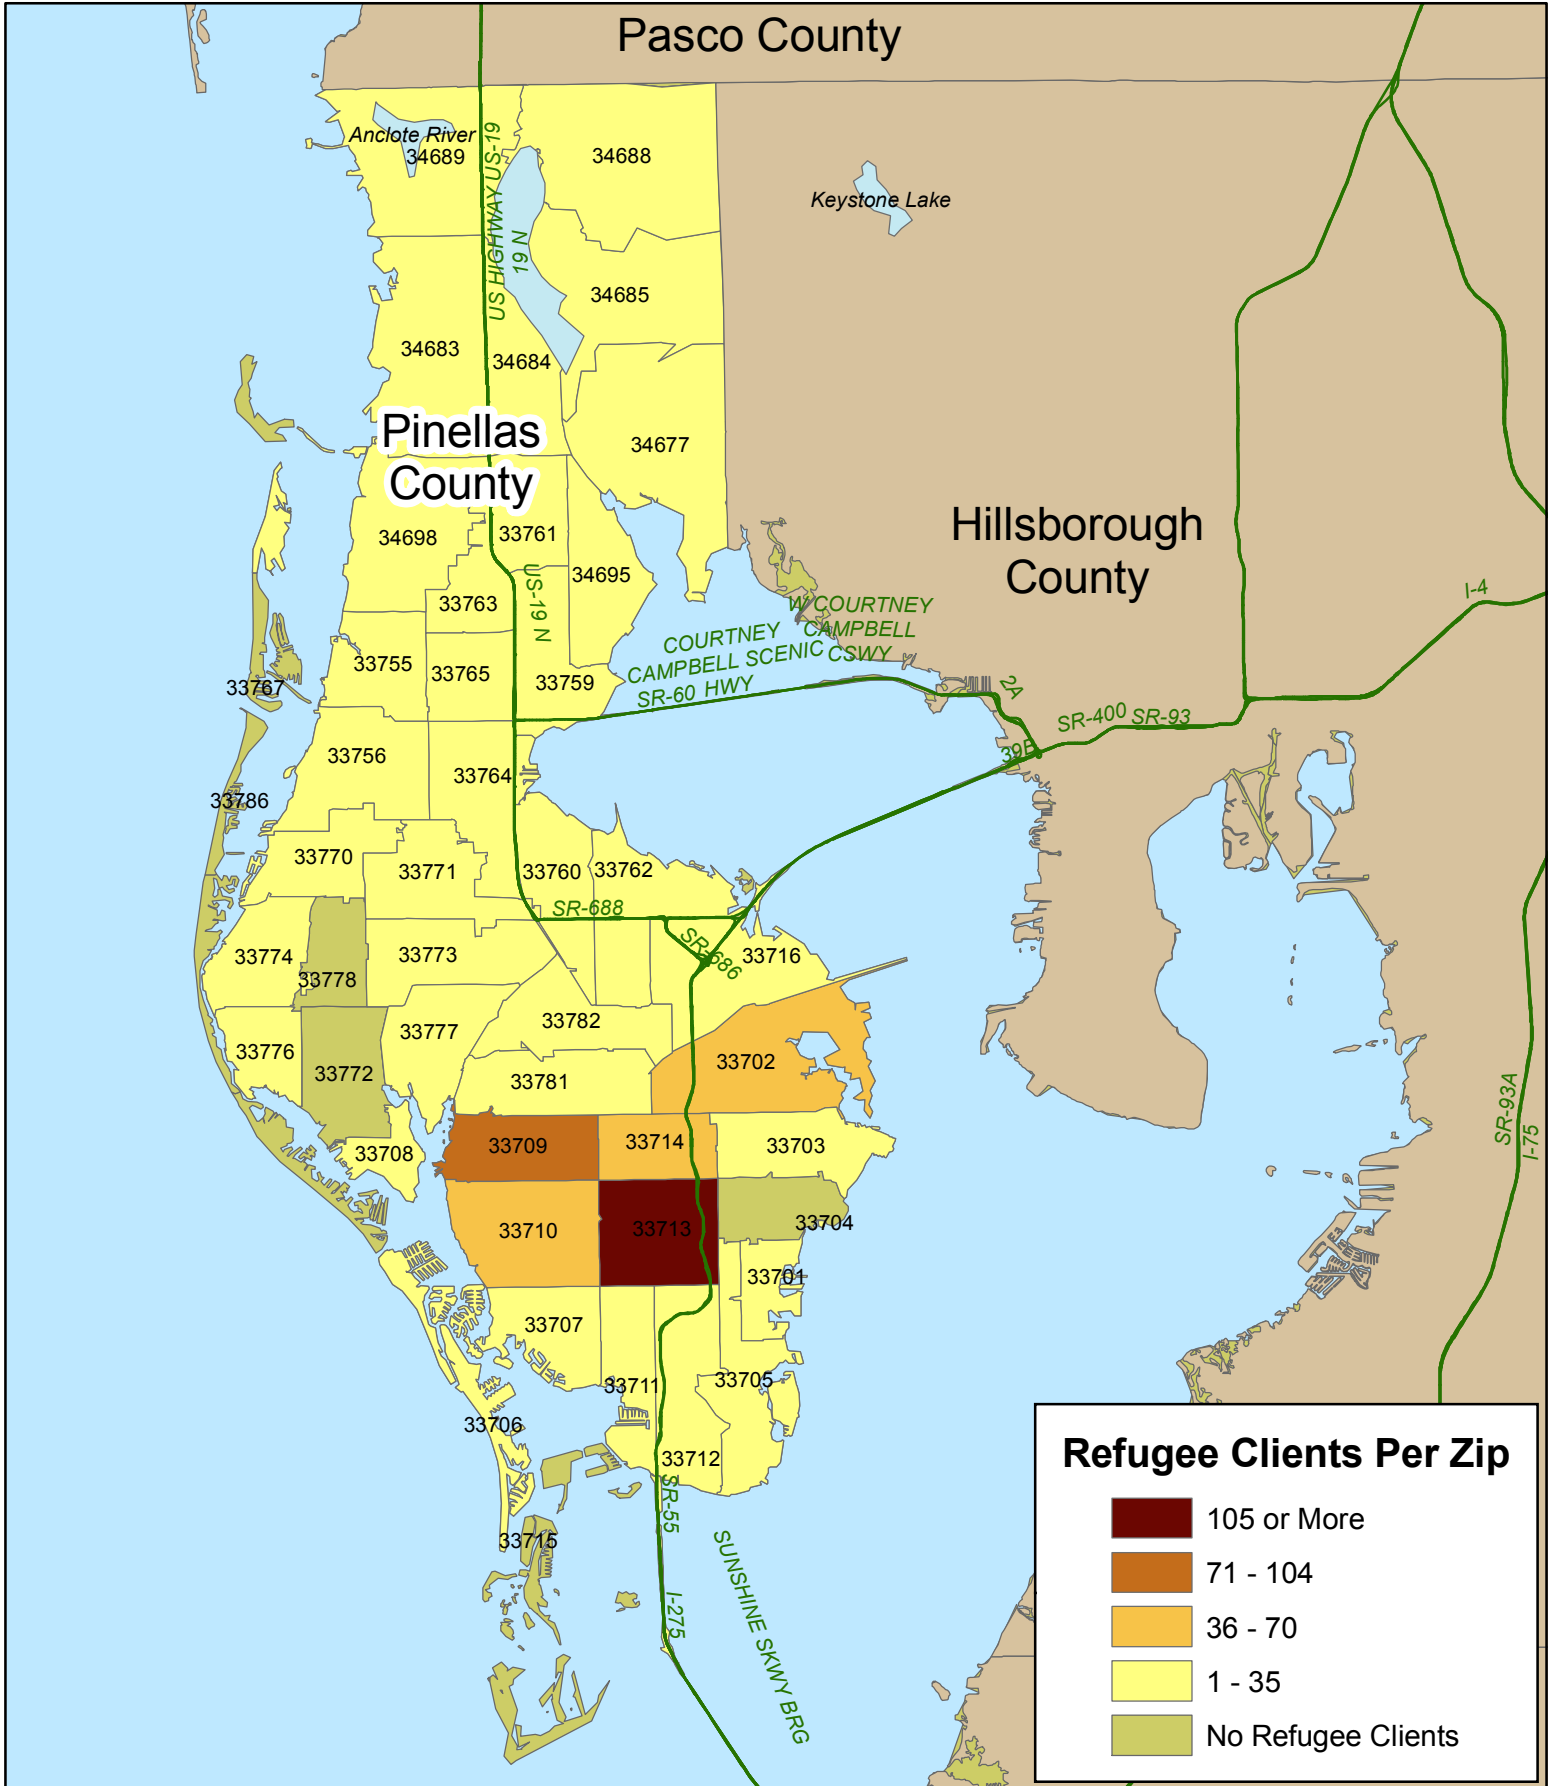 Pasco County
Anclote River
34689
34688
US HIGHWAY US-19
19 N
Keystone Lake
34685
34683
34684
Pinellas
County
34677
34698
33761
34695
Hillsborough
County
I-4
US-19 N
33763
W COURTNEY
CAMPBELL
CSWY
COURTNEY
CAMPBELL SCENIC
SR-60 HWY
33755
33765
33759
33767
2A
SR-400 SR-93
39B
33756
33764
33786
33770
33771
33760
33762
SR-688
SR-686
33774
33778
33773
33716
33782
33777
33776
33772
33702
33781
SR-93A
I-75
33709
33714
33703
33708
33710
33713
33704
33701
33707
33711
33705
33706
33712
SR-55
33715
I-275
SUNSHINE SKWY BRG
Refugee Clients Per Zip
105 or More
71 - 104
36 - 70
1 - 35
No Refugee Clients